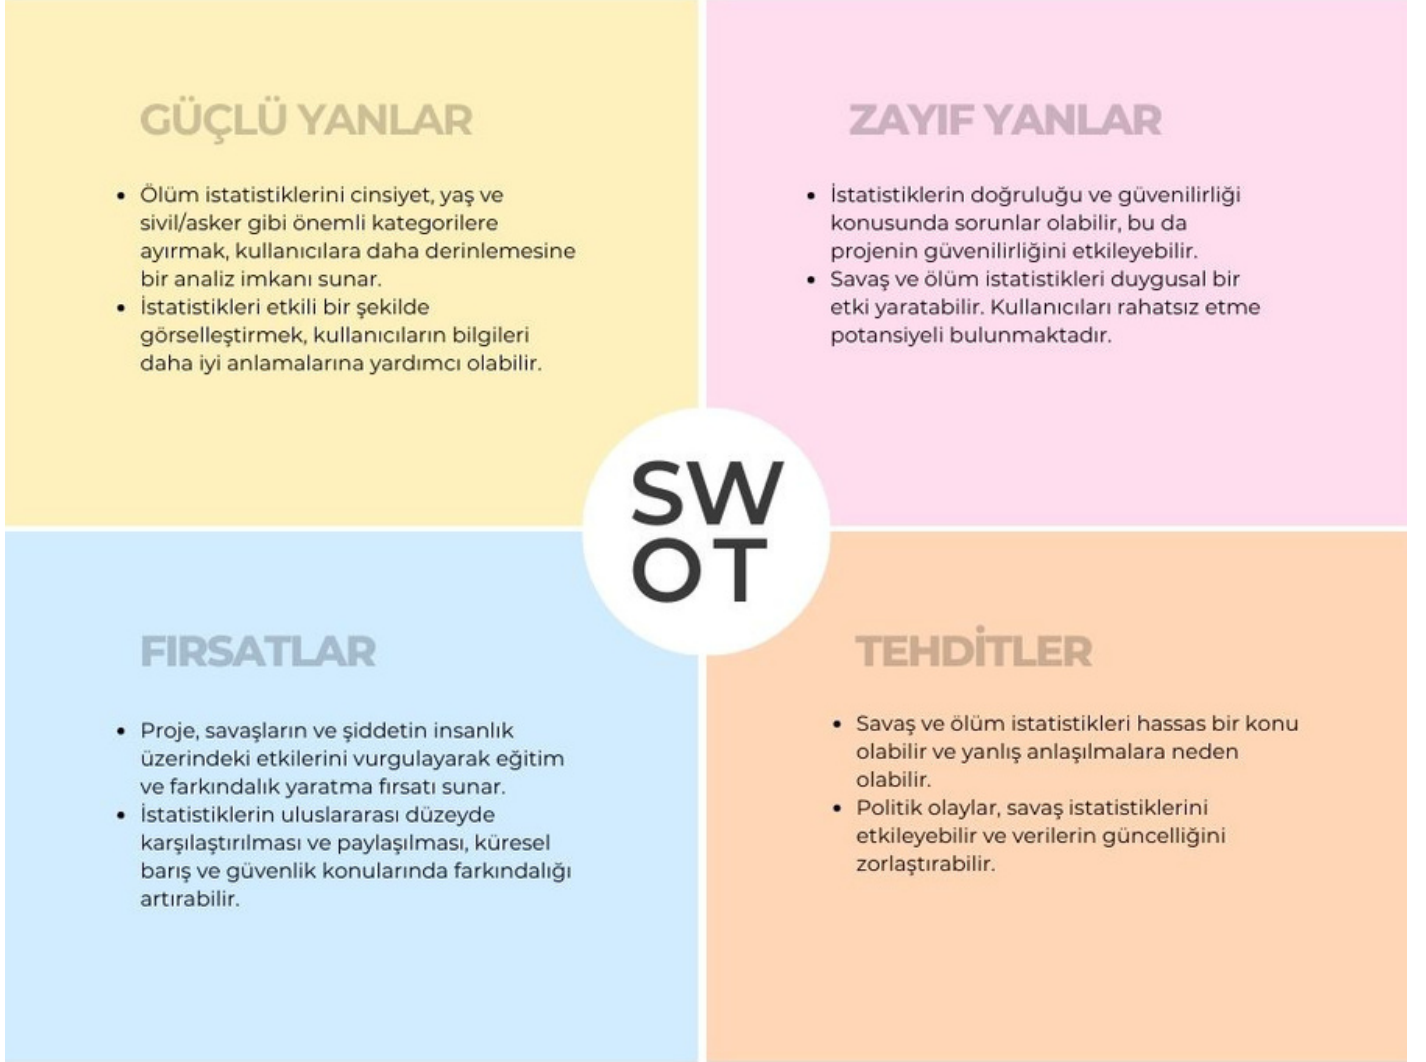 GÜÇLÜ YANLAR
• Ölüm istatistiklerini cinsiyet, yaş ve
sivil/asker gibi önemli kategorilere
ayırmak, kullanıcılara daha derinlemesine
bir analiz imkanı sunar.
• İstatistikleri etkili bir şekilde
görselleştirmek, kullanıcıların bilgileri
daha iyi anlamalarına yardımcı olabilir.
ZAYIF YANLAR
• İstatistiklerin doğruluğu ve güvenilirliği
konusunda sorunlar olabilir, bu da
projenin güvenilirliğini etkileyebilir.
• Savaş ve ölüm istatistikleri duygusal bir
etki yaratabilir. Kullanıcıları rahatsız etme
potansiyeli bulunmaktadır.
SW
OT
FIRSATLAR
• Proje, savaşların ve şiddetin insanlık
üzerindeki etkilerini vurgulayarak eğitim
ve farkındalık yaratma fırsatı sunar.
• İstatistiklerin uluslararası düzeyde
karşılaştırılması ve paylaşılması, küresel
barış ve güvenlik konularında farkındalığı
artırabilir.
TEHDİTLER
• Savaş ve ölüm istatistikleri hassas bir konu
olabilir ve yanlış anlaşılmalara neden
olabilir.
• Politik olaylar, savaş istatistiklerini
etkileyebilir ve verilerin güncelliğini
zorlaştırabilir.